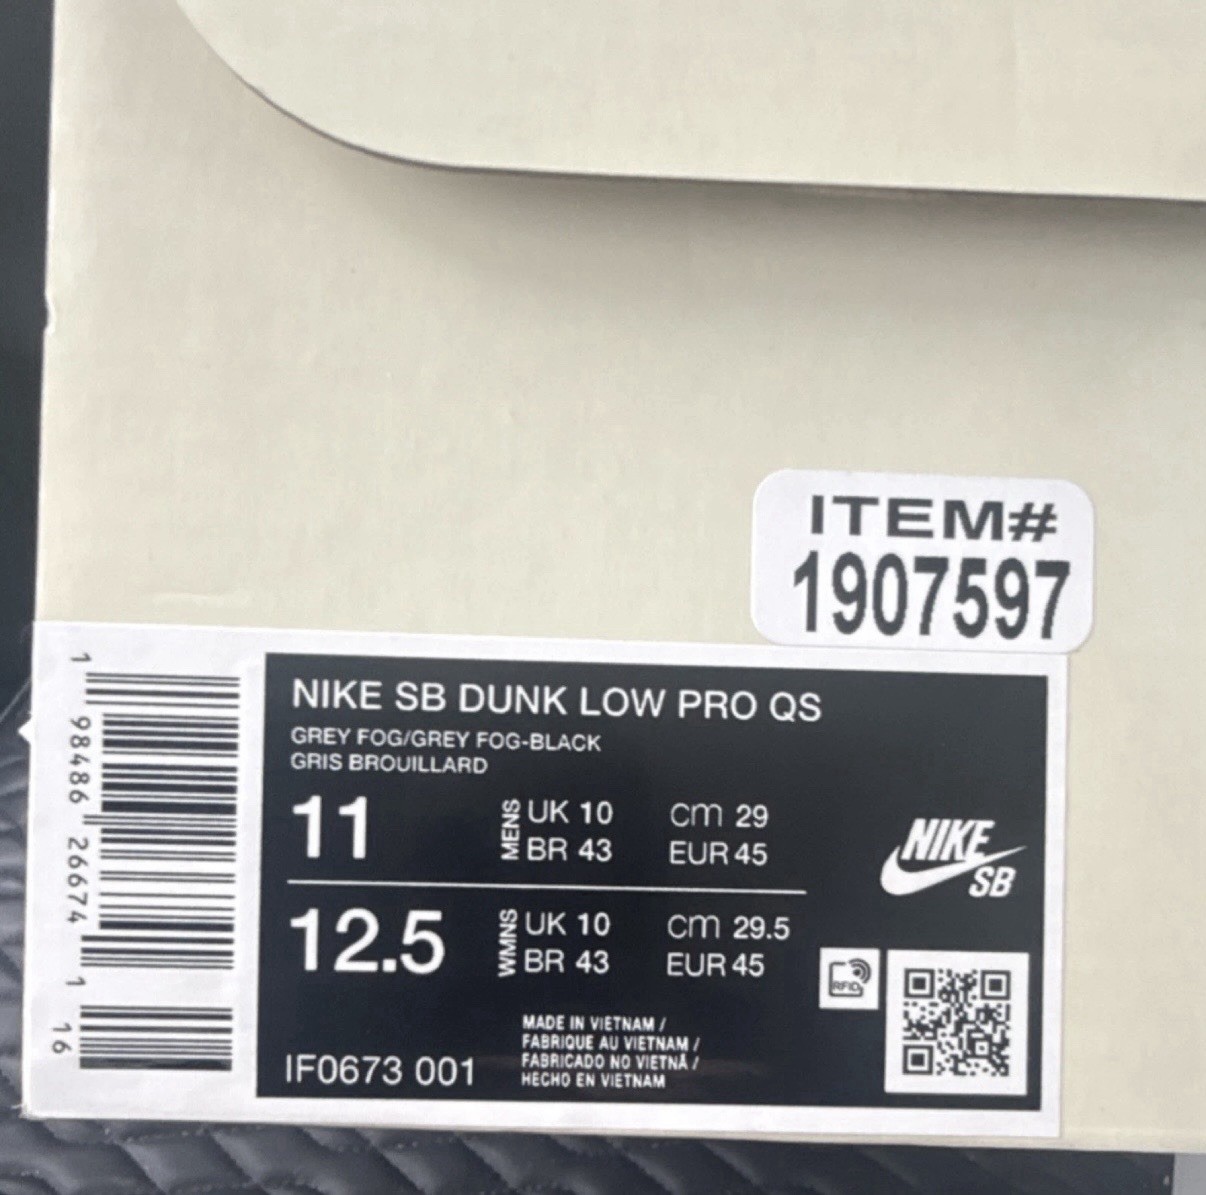 ITEM#
1907597
NIKE SB DUNK LOW PRO QS
GREY FOG/GREY FOG-BLACK
GRIS BROUILLARD
11 MENS UK 10 cm 29
BR 43 EUR 45
12.5 WMNS UK 10 cm 29.5
BR 43 EUR 45
NIKE
SB
RFID
MADE IN VIETNAM /
FABRIQUE AU VIETNAM /
FABRICADO NO VIETNÃ /
HECHO EN VIETNAM
IF0673 001
1 98486 26674 1 16